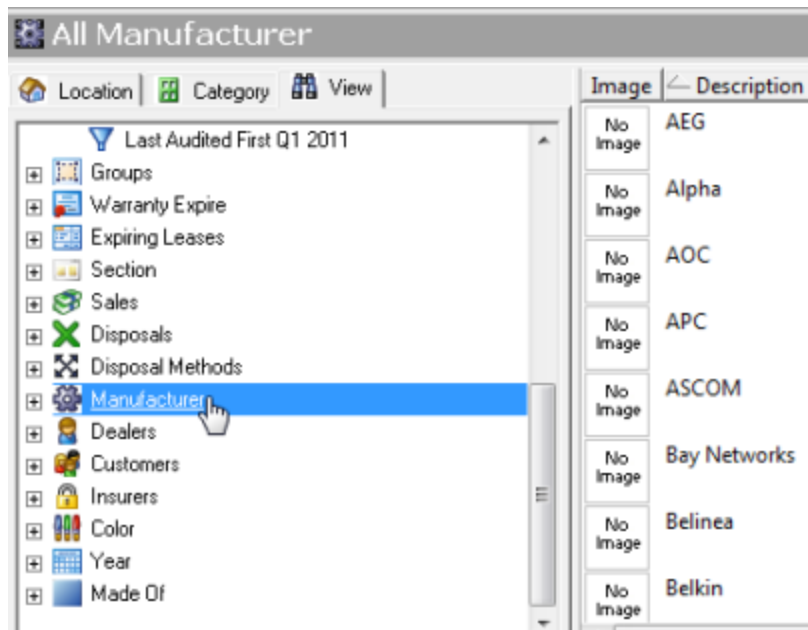 All Manufacturer
Location Category View
Last Audited First Q1 2011
Groups
Warranty Expire
Expiring Leases
Section
Sales
Disposals
Disposal Methods
Manufacturer
Dealers
Customers
Insurers
Color
Year
Made Of
Image Description
No
Image
AEG
No
Image
Alpha
No
Image
AOC
No
Image
APC
No
Image
ASCOM
No
Image
Bay Networks
No
Image
Belinea
No
Image
Belkin